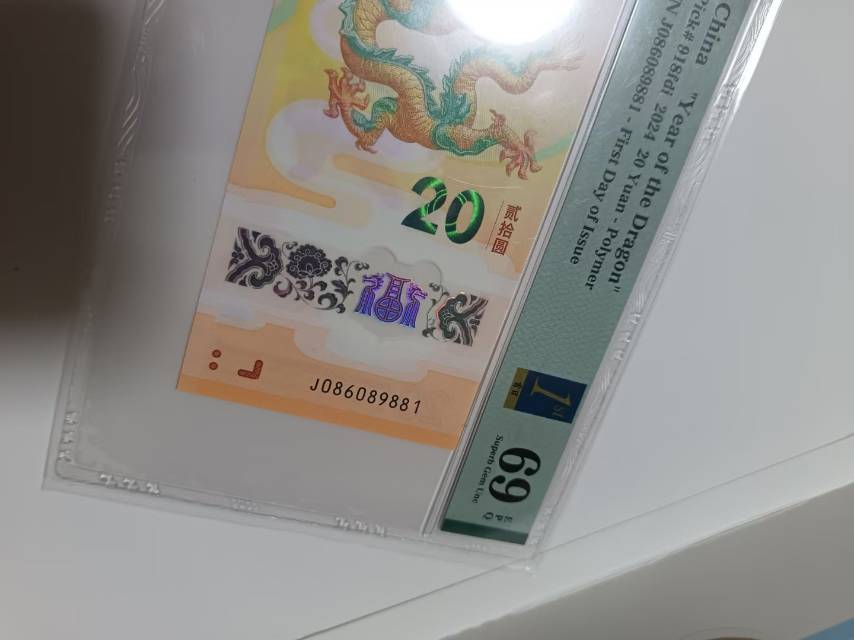 20
贰拾圆
福
J086089881
China "Year of the Dragon"
Pick# 918fdi 2024 20 Yuan - Polymer
N J086089881 - First Day of Issue
1st
69
EPQ
Superb Gem Unc